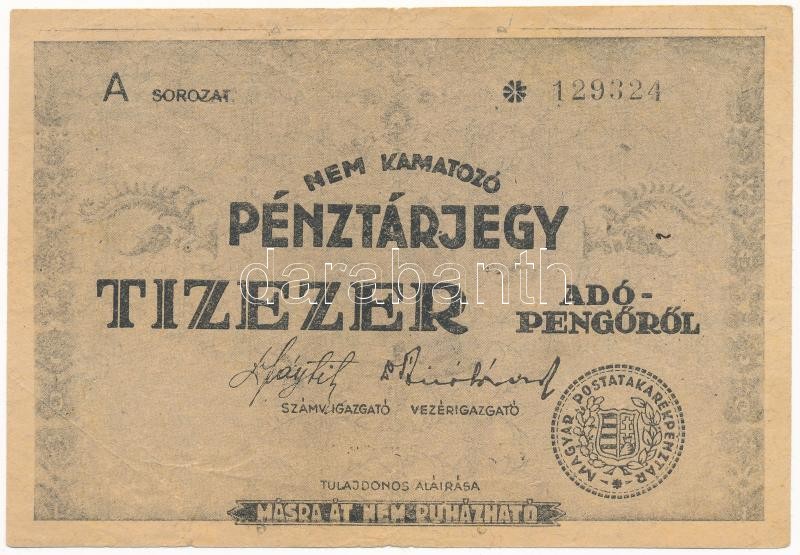 A SOROZAT * 129324
NEM KAMATOZÓ
PÉNZTÁRJEGY
darabanth
TIZEZER ADÓ-
PENGŐRŐL
SZÁMV. IGAZGATÓ VEZÉRIGAZGATÓ
MAGYAR POSTATAKARÉKPÉNZTÁR *
TULAJDONOS ALÁIRÁSA
MÁSRA ÁT NEM RUHÁZHATÓ